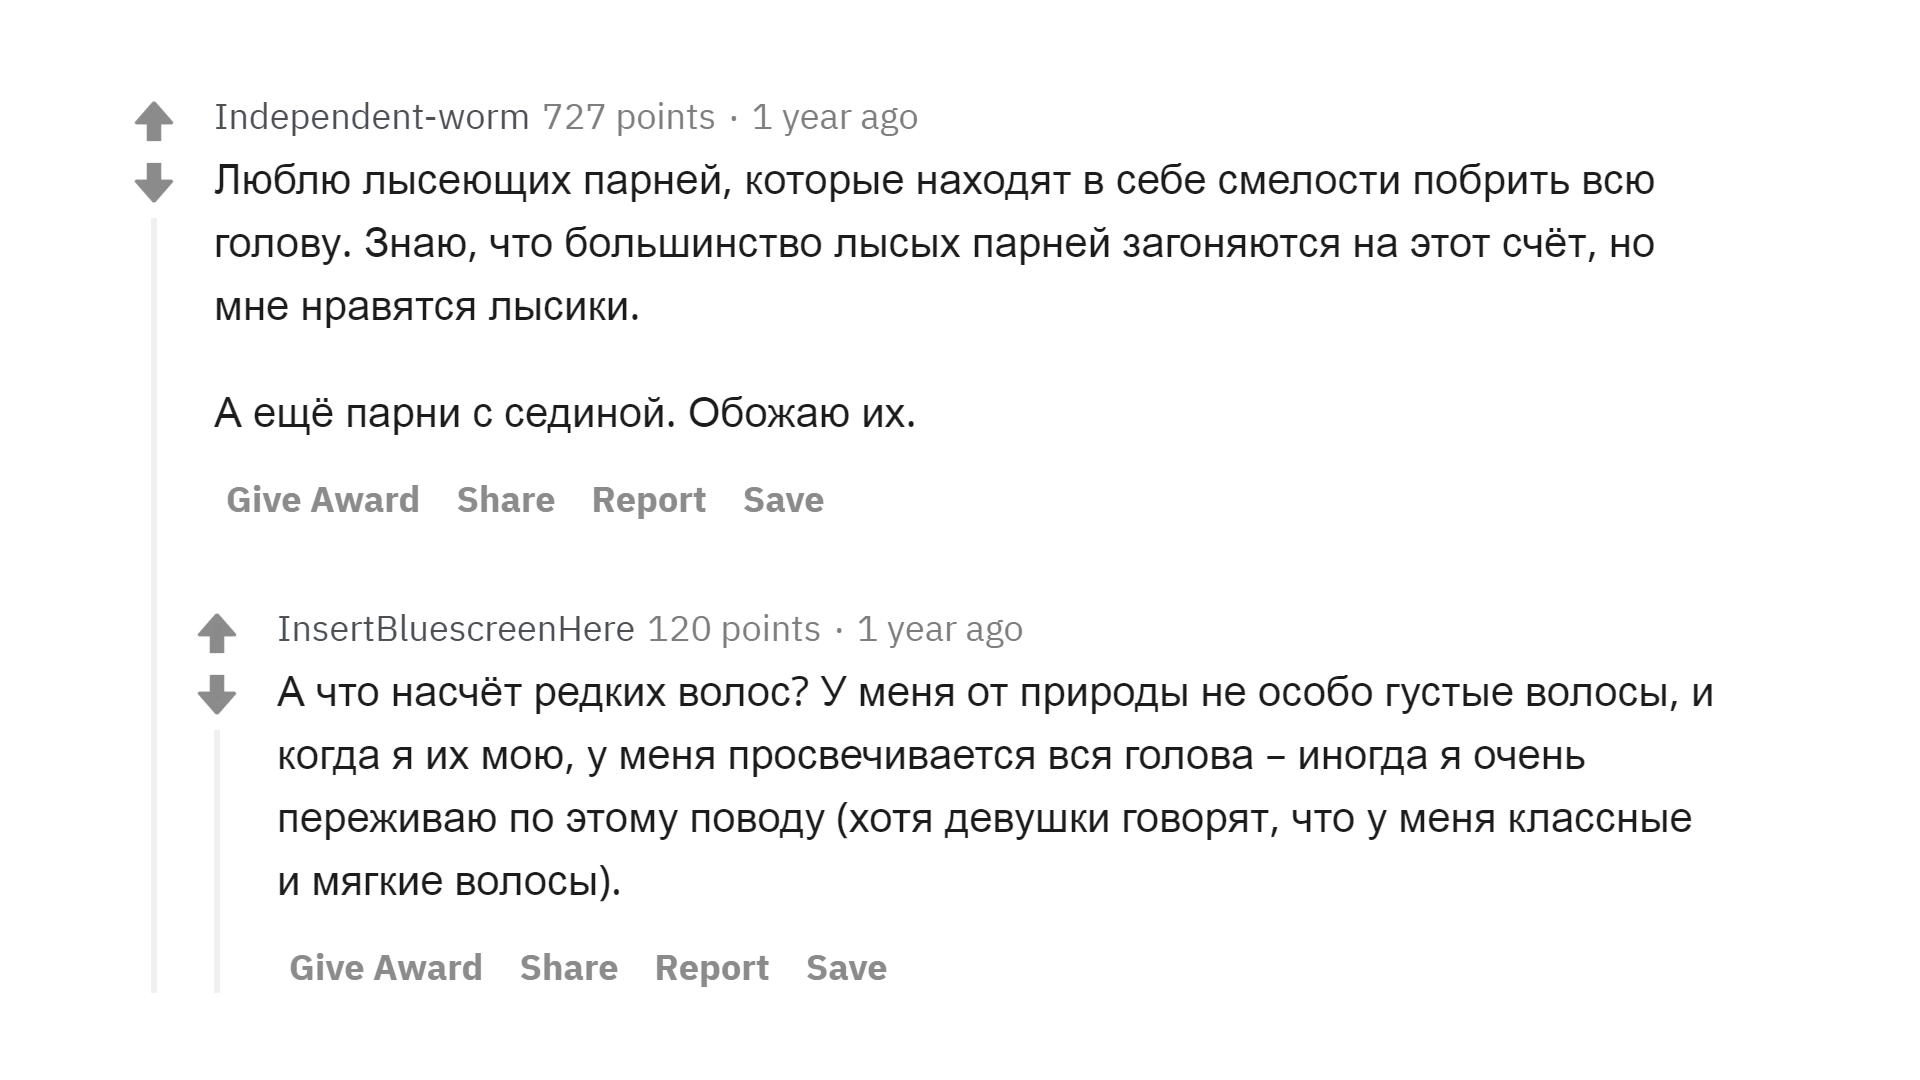 Independent-worm 727 points · 1 year ago
Люблю лысеющих парней, которые находят в себе смелости побрить всю
голову. Знаю, что большинство лысых парней загоняются на этот счёт, но
мне нравятся лысики.
А ещё парни с сединой. Обожаю их.
Give Award Share Report Save
InsertBluescreenHere 120 points · 1 year ago
А что насчёт редких волос? У меня от природы не особо густые волосы, и
когда я их мою, у меня просвечивается вся голова – иногда я очень
переживаю по этому поводу (хотя девушки говорят, что у меня классные
и мягкие волосы).
Give Award Share Report Save